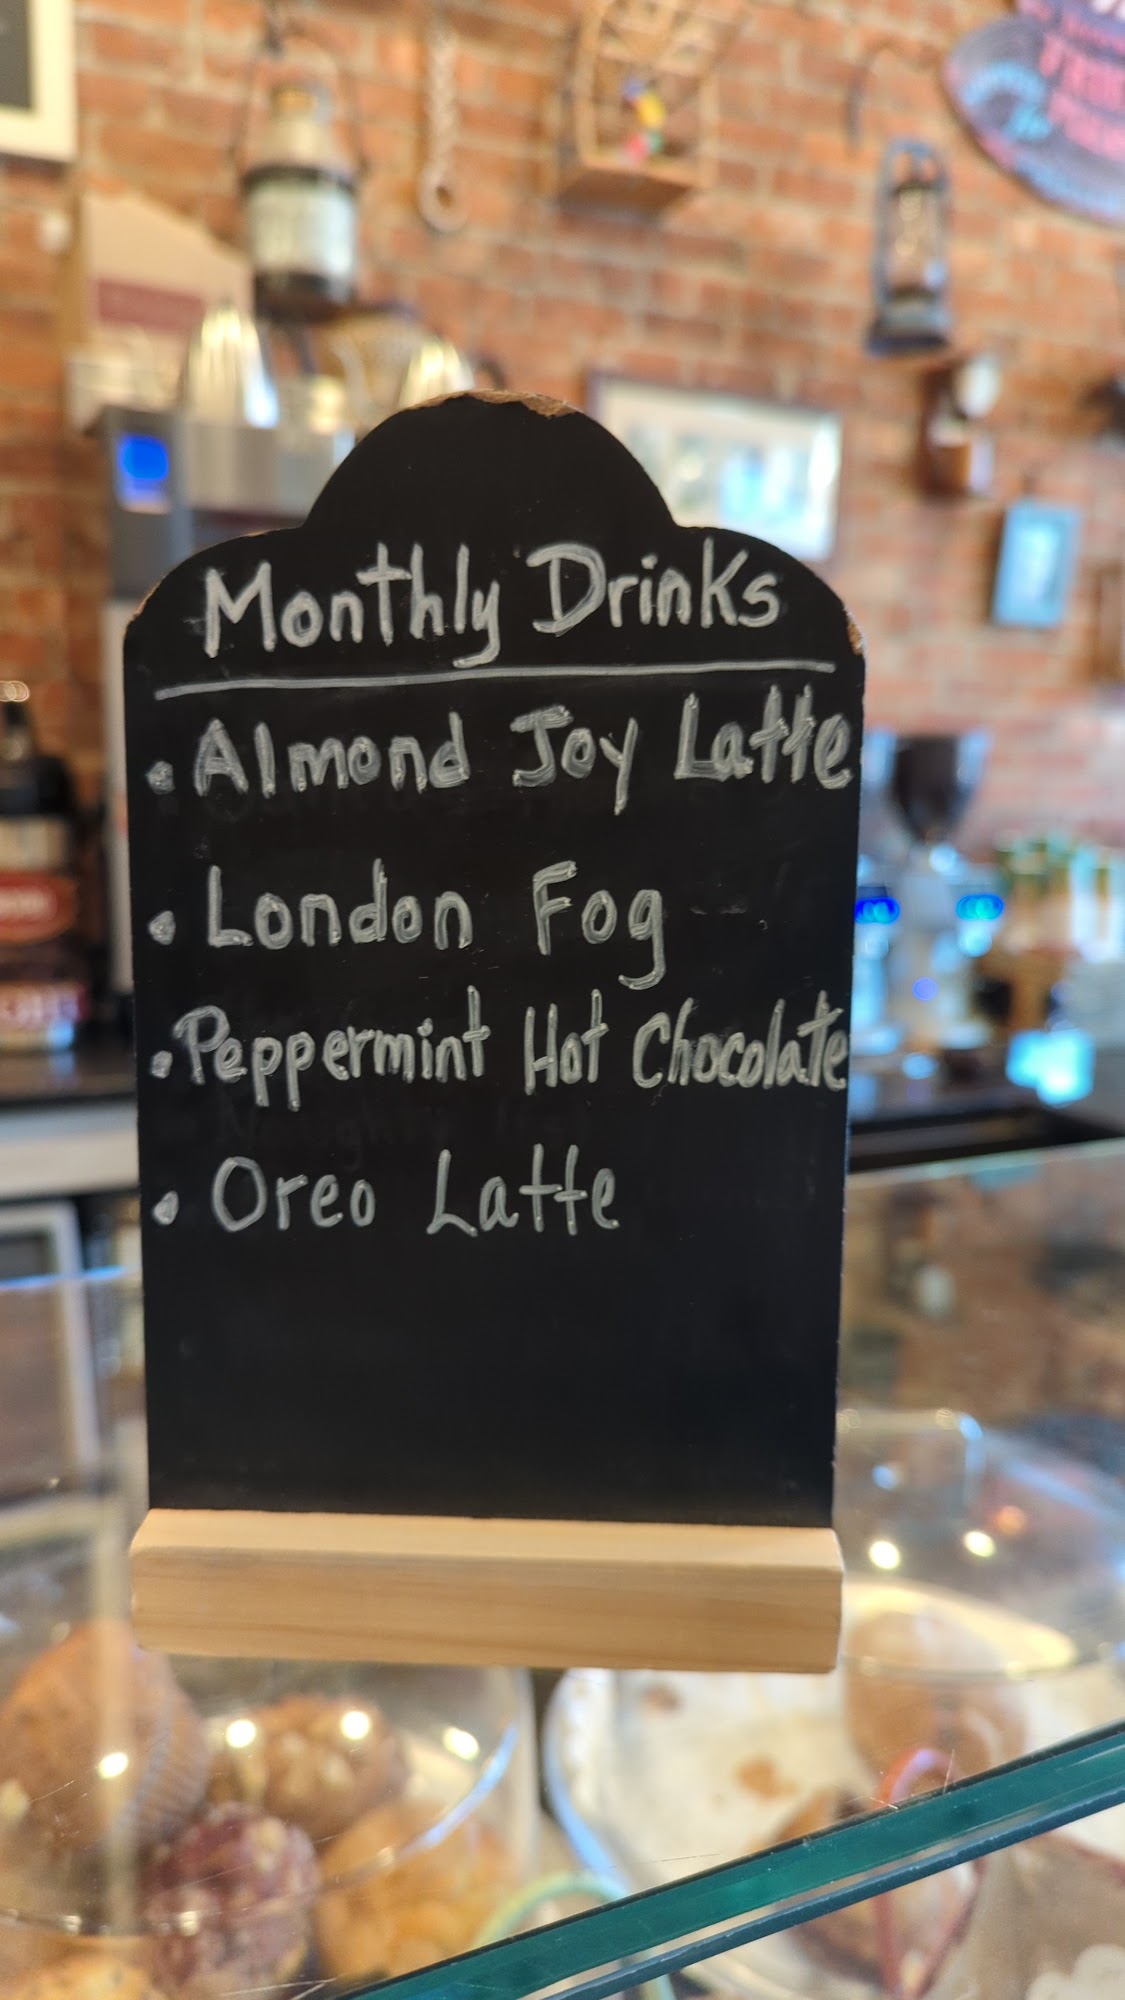 Monthly Drinks
• Almond Joy Latte
• London Fog
• Peppermint Hot Chocolate
• Oreo Latte